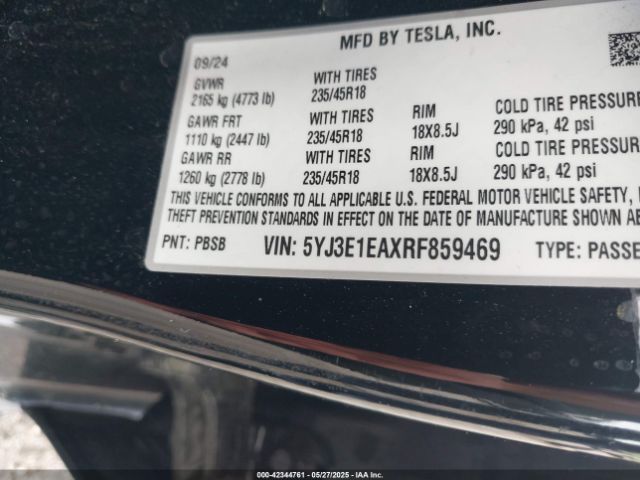 MFD BY TESLA, INC.
09/24
GVWR WITH TIRES
2165 kg (4773 lb) 235/45R18
GAWR FRT WITH TIRES RIM COLD TIRE PRESSURE
1110 kg (2447 lb) 235/45R18 18X8.5J 290 kPa, 42 psi
GAWR RR WITH TIRES RIM COLD TIRE PRESSURE
1260 kg (2778 lb) 235/45R18 18X8.5J 290 kPa, 42 psi
THIS VEHICLE CONFORMS TO ALL APPLICABLE U.S. FEDERAL MOTOR VEHICLE SAFETY,
THEFT PREVENTION STANDARDS IN EFFECT ON THE DATE OF MANUFACTURE SHOWN
PNT: PBSB VIN: 5YJ3E1EAXRF859469 TYPE: PASSE
000-42344761 - 05/27/2025 - IAA Corp.